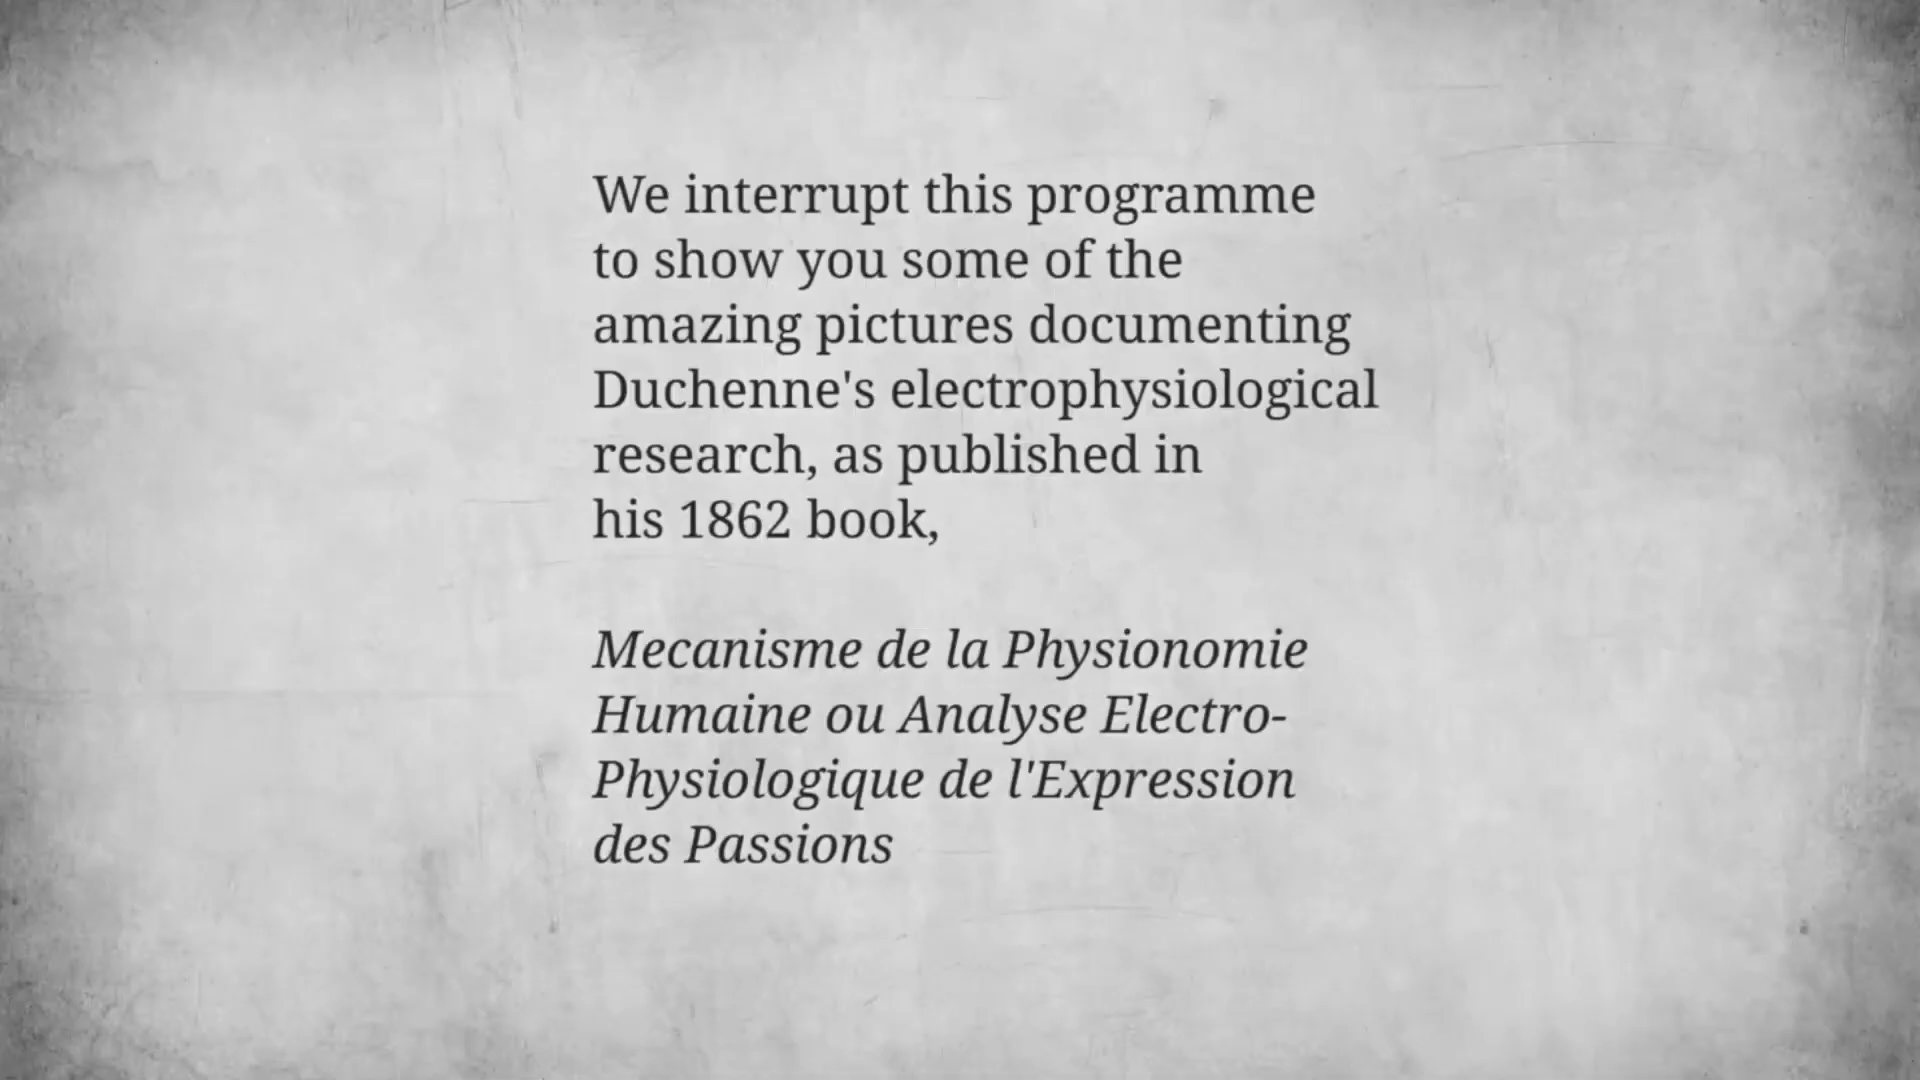 We interrupt this programme
to show you some of the
amazing pictures documenting
Duchenne's electrophysiological
research, as published in
his 1862 book,
Mecanisme de la Physionomie
Humaine ou Analyse Electro-
Physiologique de l'Expression
des Passions